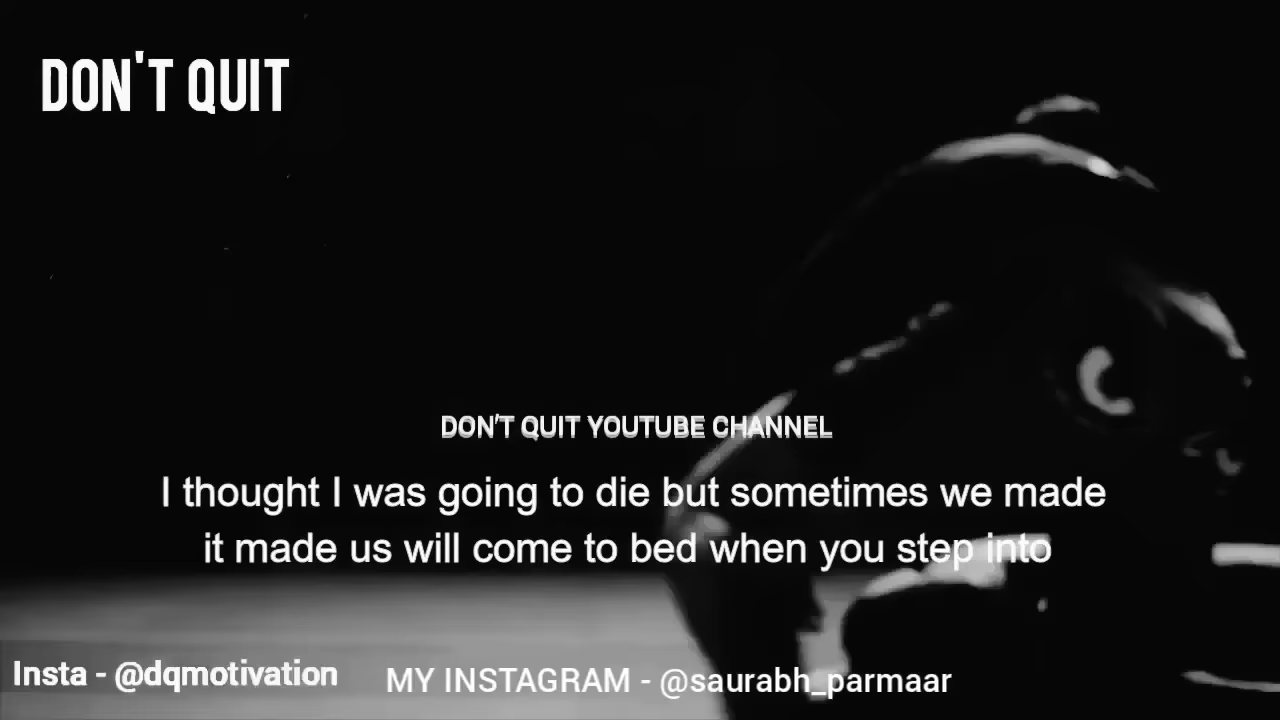 DON'T QUIT
DON'T QUIT YOUTUBE CHANNEL
I thought I was going to die but sometimes we made
it made us will come to bed when you step into
Insta - @dqmotivation
MY INSTAGRAM - @saurabh_parmaar